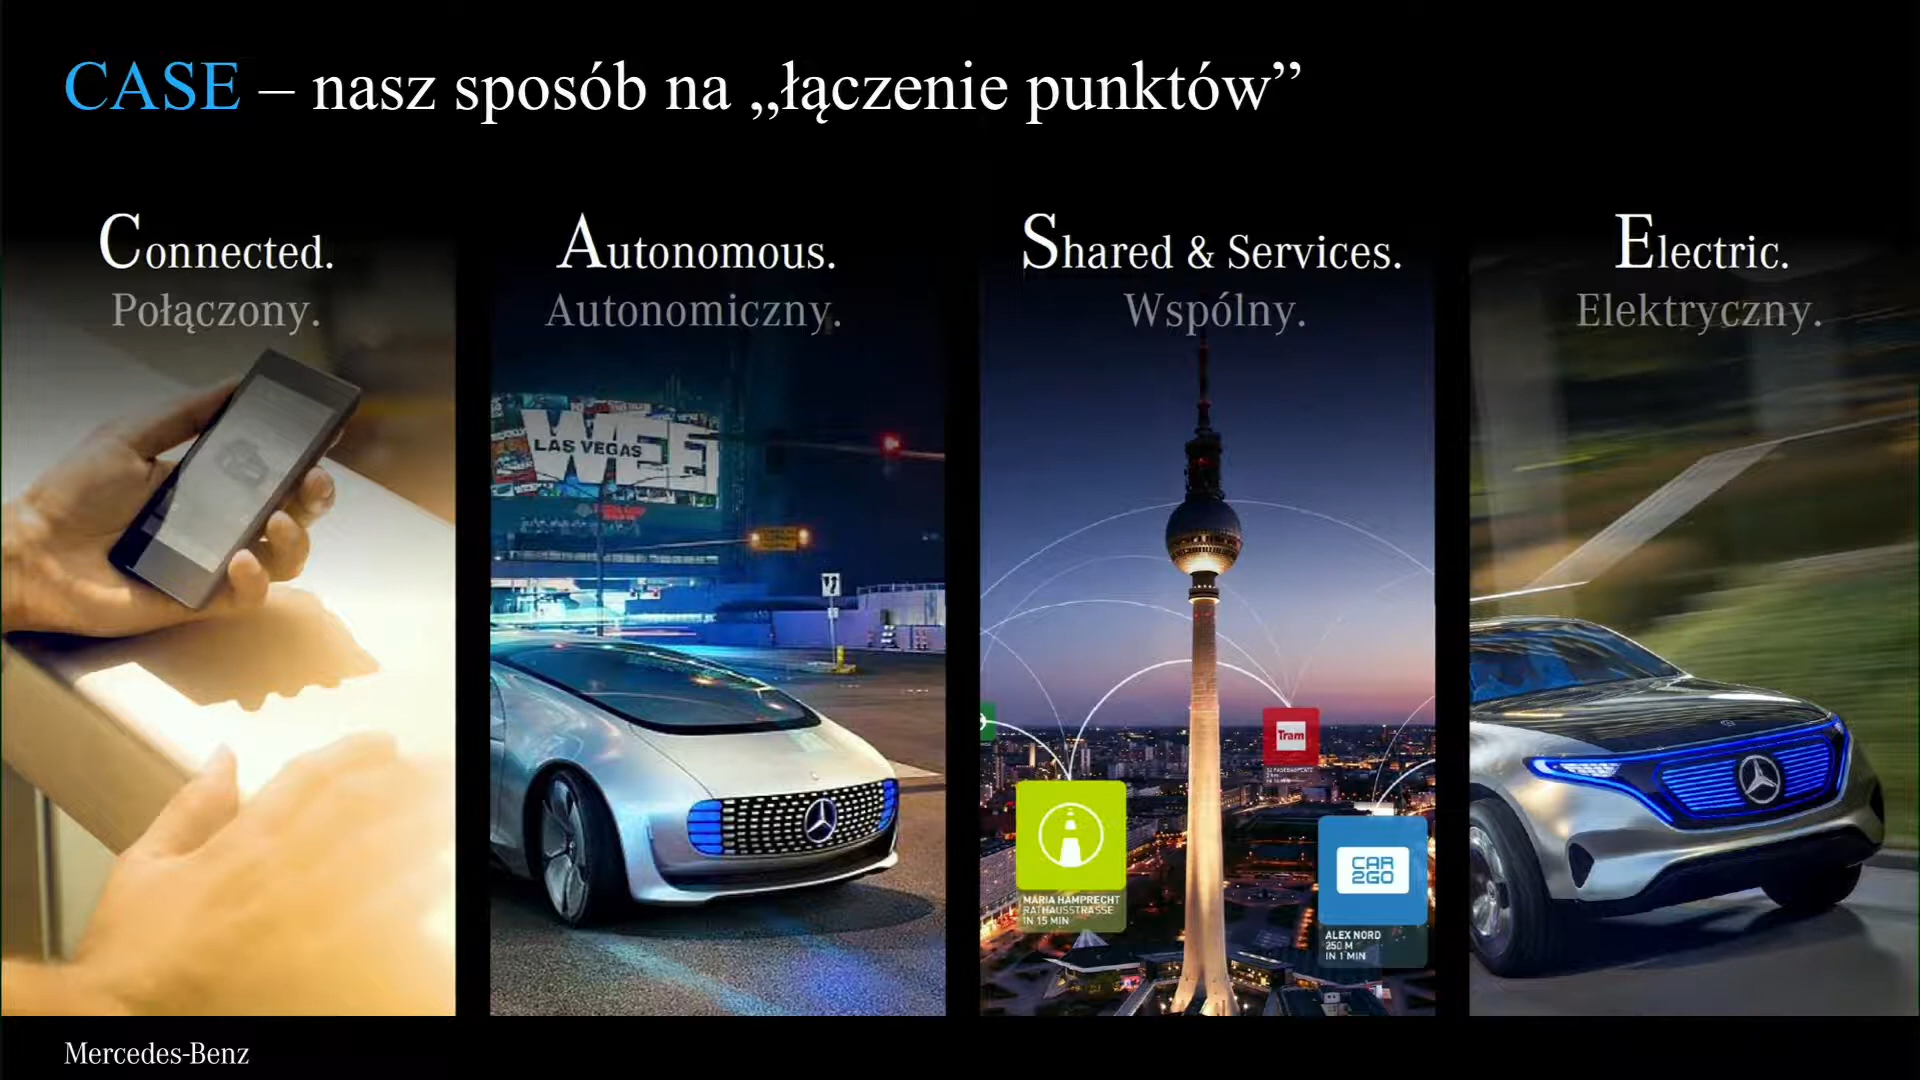 CASE – nasz sposób na „łączenie punktów”
Connected.
Połączony.
Autonomous.
Autonomiczny.
Shared & Services.
Wspólny.
Electric.
Elektryczny.
WEE
LAS VEGAS
Tram
MARIA HAMPRECHT
RATHAUSSTRASSE
IN 15 MIN
CAR
2GO
ALEX NORD
250 M
IN 1 MIN
Mercedes-Benz